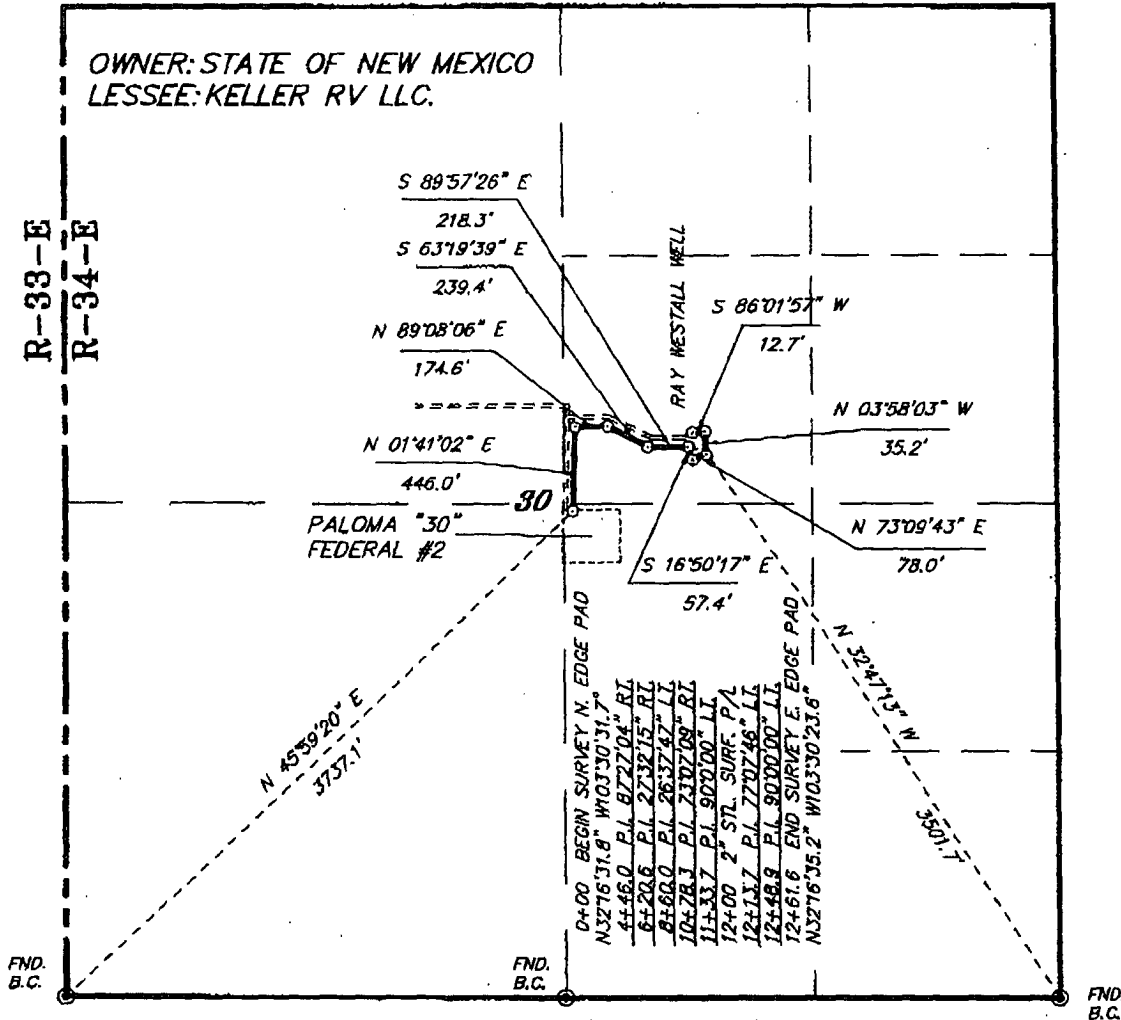 OWNER: STATE OF NEW MEXICO
LESSEE: KELLER RV LLC.
R-33-E
R-34-E
S 89°57'26" E
218.3'
S 63°19'39" E
239.4'
N 89°08'06" E
174.6'
N 01°41'02" E
446.0'
RAY WESTALL WELL
S 86°01'57" W
12.7'
N 03°58'03" W
35.2'
N 73°09'43" E
78.0'
S 16°50'17" E
57.4'
30
PALOMA "30"
FEDERAL #2
N 45°59'20" E
3737.1'
N 32°47'13" W
3501.7'
0+00 BEGIN SURVEY N. EDGE PAD
N32°16'31.8" W103°30'31.7"
4+46.0 P.I. 87°27'04" RT.
6+20.6 P.I. 27°32'15" RT.
8+60.0 P.I. 26°37'47" LT.
10+78.3 P.I. 73°07'09" RT.
11+33.7 P.I. 90°0'00" LT.
12+00 2" STL. SURF. P/L
12+13.7 P.I. 77°07'46" LT.
12+48.9 P.I. 90°00'00" LT.
12+61.6 END SURVEY E. EDGE PAD
N32°16'35.2" W103°30'23.6"
FND.
B.C.
FND.
B.C.
FND
B.C.